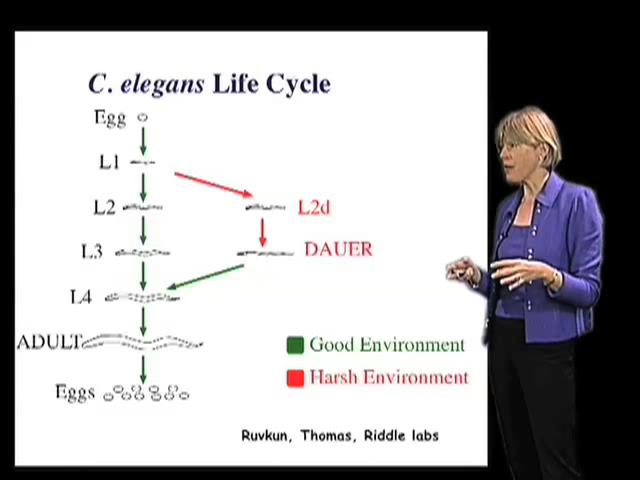 C. elegans Life Cycle
Egg
L1
L2
L2d
L3
DAUER
L4
ADULT
Good Environment
Harsh Environment
Eggs
Ruvkun, Thomas, Riddle labs